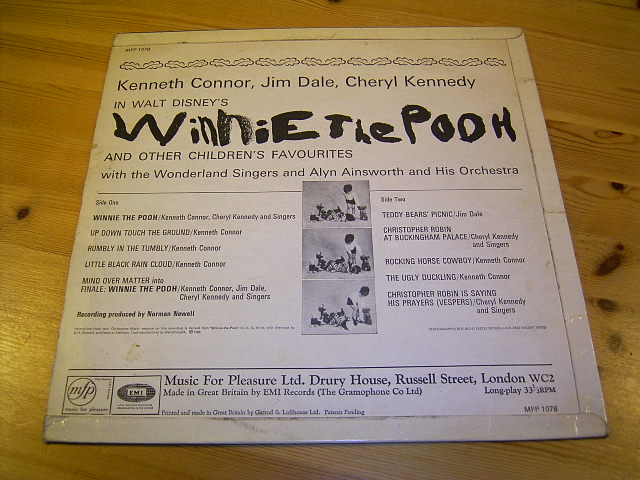 MFP 1078
Kenneth Connor, Jim Dale, Cheryl Kennedy
IN WALT DISNEY'S
WiNNiE The POOH
AND OTHER CHILDREN'S FAVOURITES
with the Wonderland Singers and Alyn Ainsworth and His Orchestra
Side One
WINNIE THE POOH/Kenneth Connor, Cheryl Kennedy and Singers
UP DOWN TOUCH THE GROUND/Kenneth Connor
RUMBLY IN THE TUMBLY/Kenneth Connor
LITTLE BLACK RAIN CLOUD/Kenneth Connor
MIND OVER MATTER into
FINALE: WINNIE THE POOH/Kenneth Connor, Jim Dale,
Cheryl Kennedy and Singers
Recording produced by Norman Newell
Side Two
TEDDY BEARS' PICNIC/Jim Dale
CHRISTOPHER ROBIN
AT BUCKINGHAM PALACE/Cheryl Kennedy
and Singers
ROCKING HORSE COWBOY/Kenneth Connor
THE UGLY DUCKLING/Kenneth Connor
CHRISTOPHER ROBIN IS SAYING
HIS PRAYERS (VESPERS)/Cheryl Kennedy
and Singers
mfp
music for pleasure
EMI
Music For Pleasure Ltd. Drury House, Russell Street, London WC2
Made in Great Britain by EMI Records (The Gramophone Co Ltd)
Long-play 33⅓RPM
Printed and made in Great Britain by Garrod & Lofthouse Ltd. Patents Pending
MFP 1078